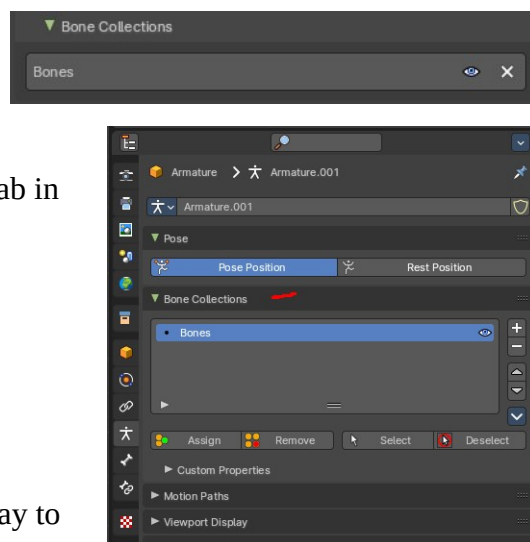 Bone Collections
Bones
ab in
Armature Armature.001
Armature.001
Pose
Pose Position Rest Position
Bone Collections
Bones
Assign Remove Select Deselect
Custom Properties
Motion Paths
ay to
Viewport Display